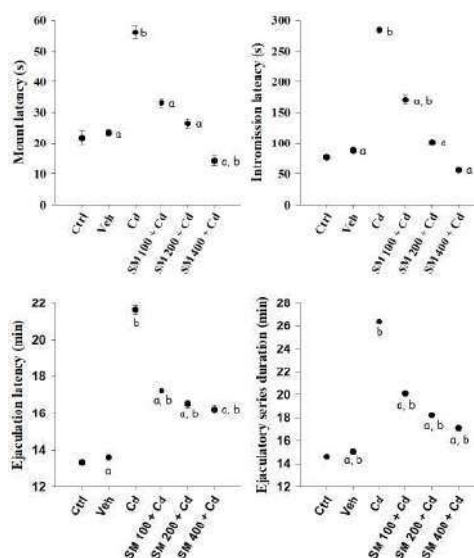 Mount latency (s)
60
50
40
30
20
10
0
b
a
a
a
a, b
Ctrl
Veh
Cd
SM 100 + Cd
SM 200 + Cd
SM 400 + Cd
Intromission latency (s)
300
250
200
150
100
50
0
b
a
a, b
a
a
Ctrl
Veh
Cd
SM 100 + Cd
SM 200 + Cd
SM 400 + Cd
Ejaculation latency (min)
22
20
18
16
14
12
b
a
a, b
a, b
a, b
Ctrl
Veh
Cd
SM 100 + Cd
SM 200 + Cd
SM 400 + Cd
Ejaculatory series duration (min)
28
26
24
22
20
18
16
14
12
b
a, b
a, b
a, b
a, b
Ctrl
Veh
Cd
SM 100 + Cd
SM 200 + Cd
SM 400 + Cd